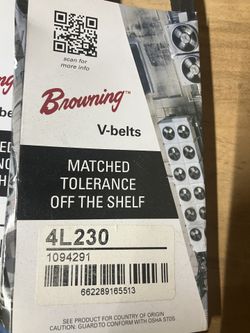 scan for
more info
Browning™
V-belts
MATCHED
TOLERANCE
OFF THE SHELF
4L230
1094291
662289165513
SEE PRODUCT FOR COUNTRY OF ORIGIN
CAUTION: GUARD TO CONFORM WITH OSHA STDS